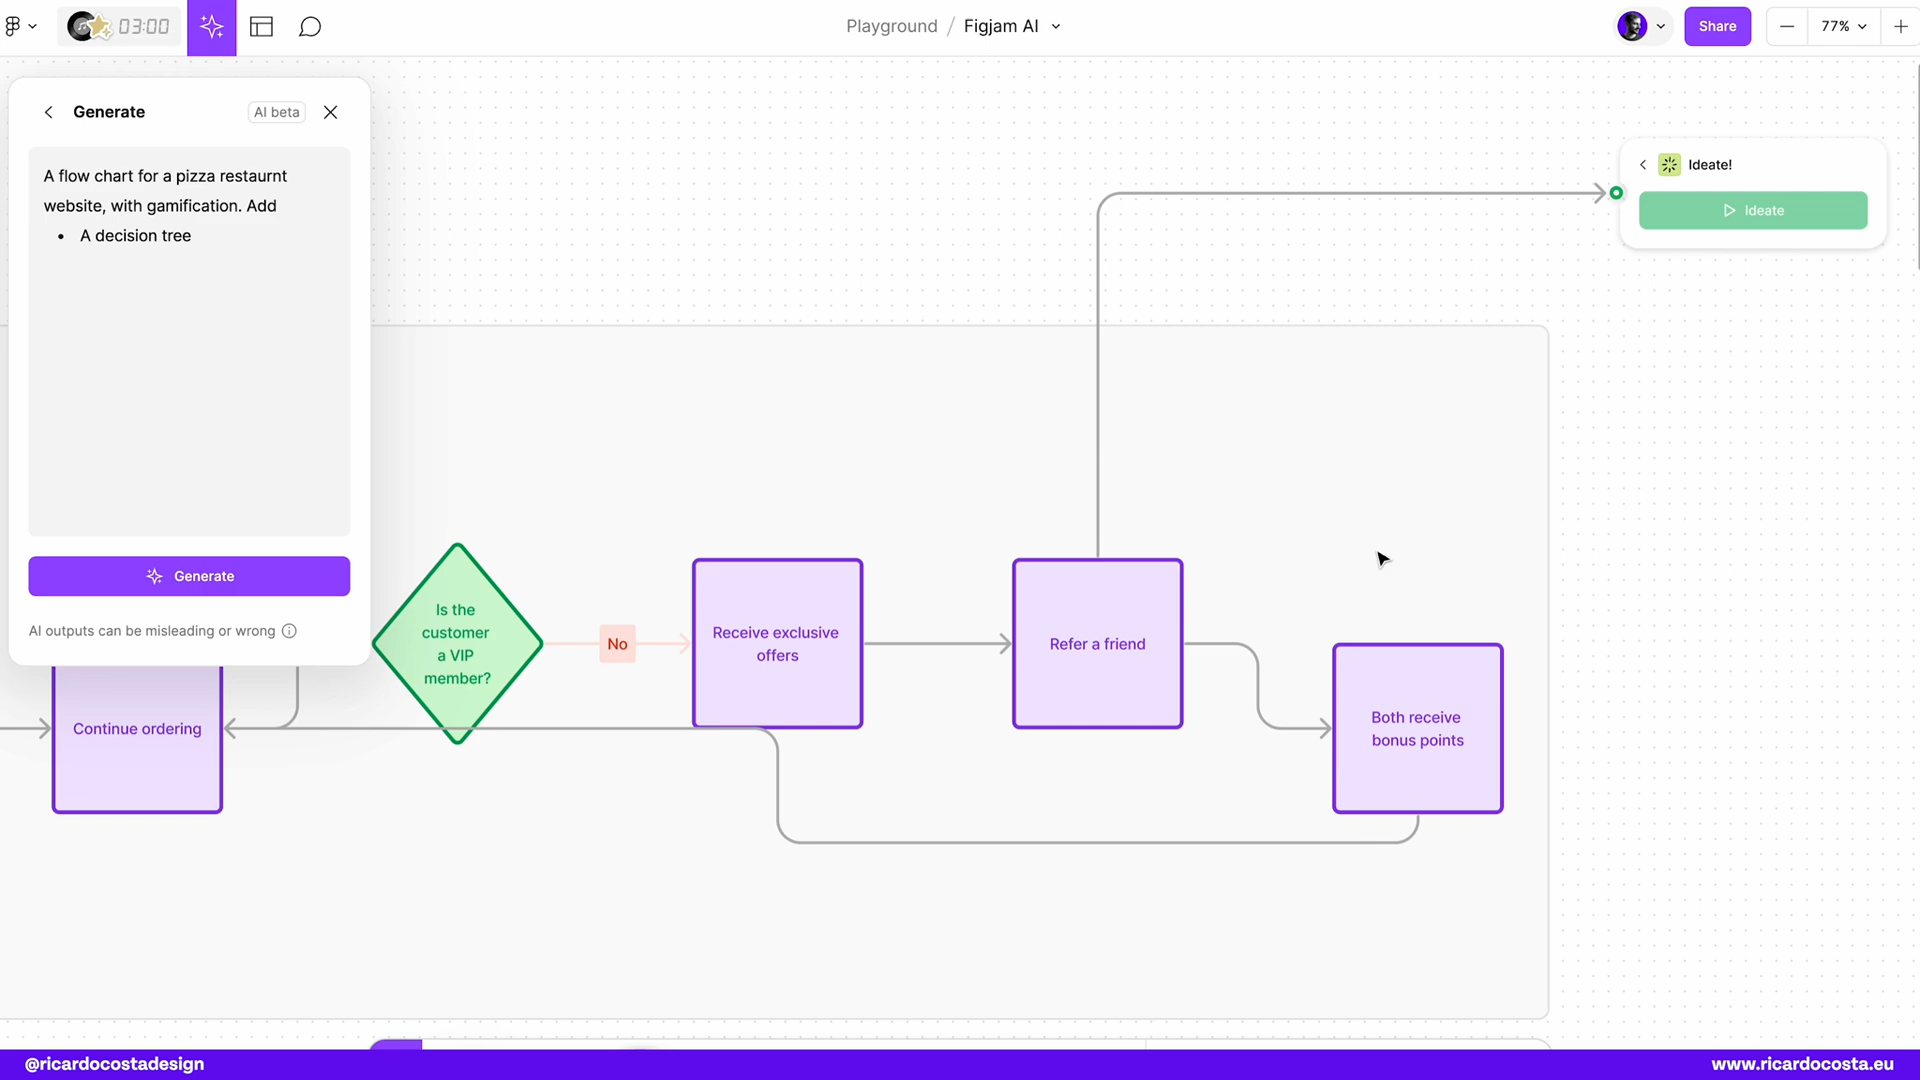 03:00
Playground / Figjam AI
Share
77%
Generate
AI beta
A flow chart for a pizza restaurnt
website, with gamification. Add
• A decision tree
Generate
AI outputs can be misleading or wrong
Ideate!
Ideate
Is the
customer
a VIP
member?
No
Receive exclusive
offers
Refer a friend
Both receive
bonus points
Continue ordering
@ricardocostadesign
www.ricardocosta.eu